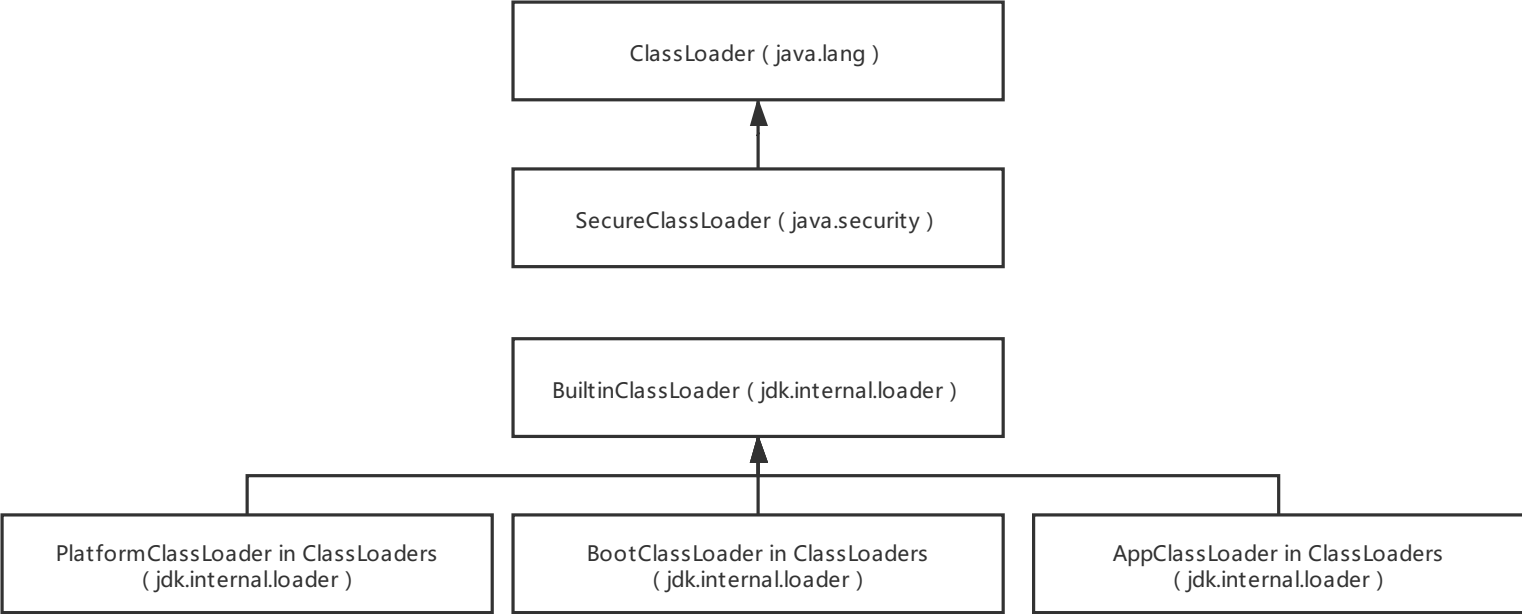 ClassLoader ( java.lang )
SecureClassLoader ( java.security )
BuiltinClassLoader ( jdk.internal.loader )
PlatformClassLoader in ClassLoaders
( jdk.internal.loader )
BootClassLoader in ClassLoaders
( jdk.internal.loader )
AppClassLoader in ClassLoaders
( jdk.internal.loader )